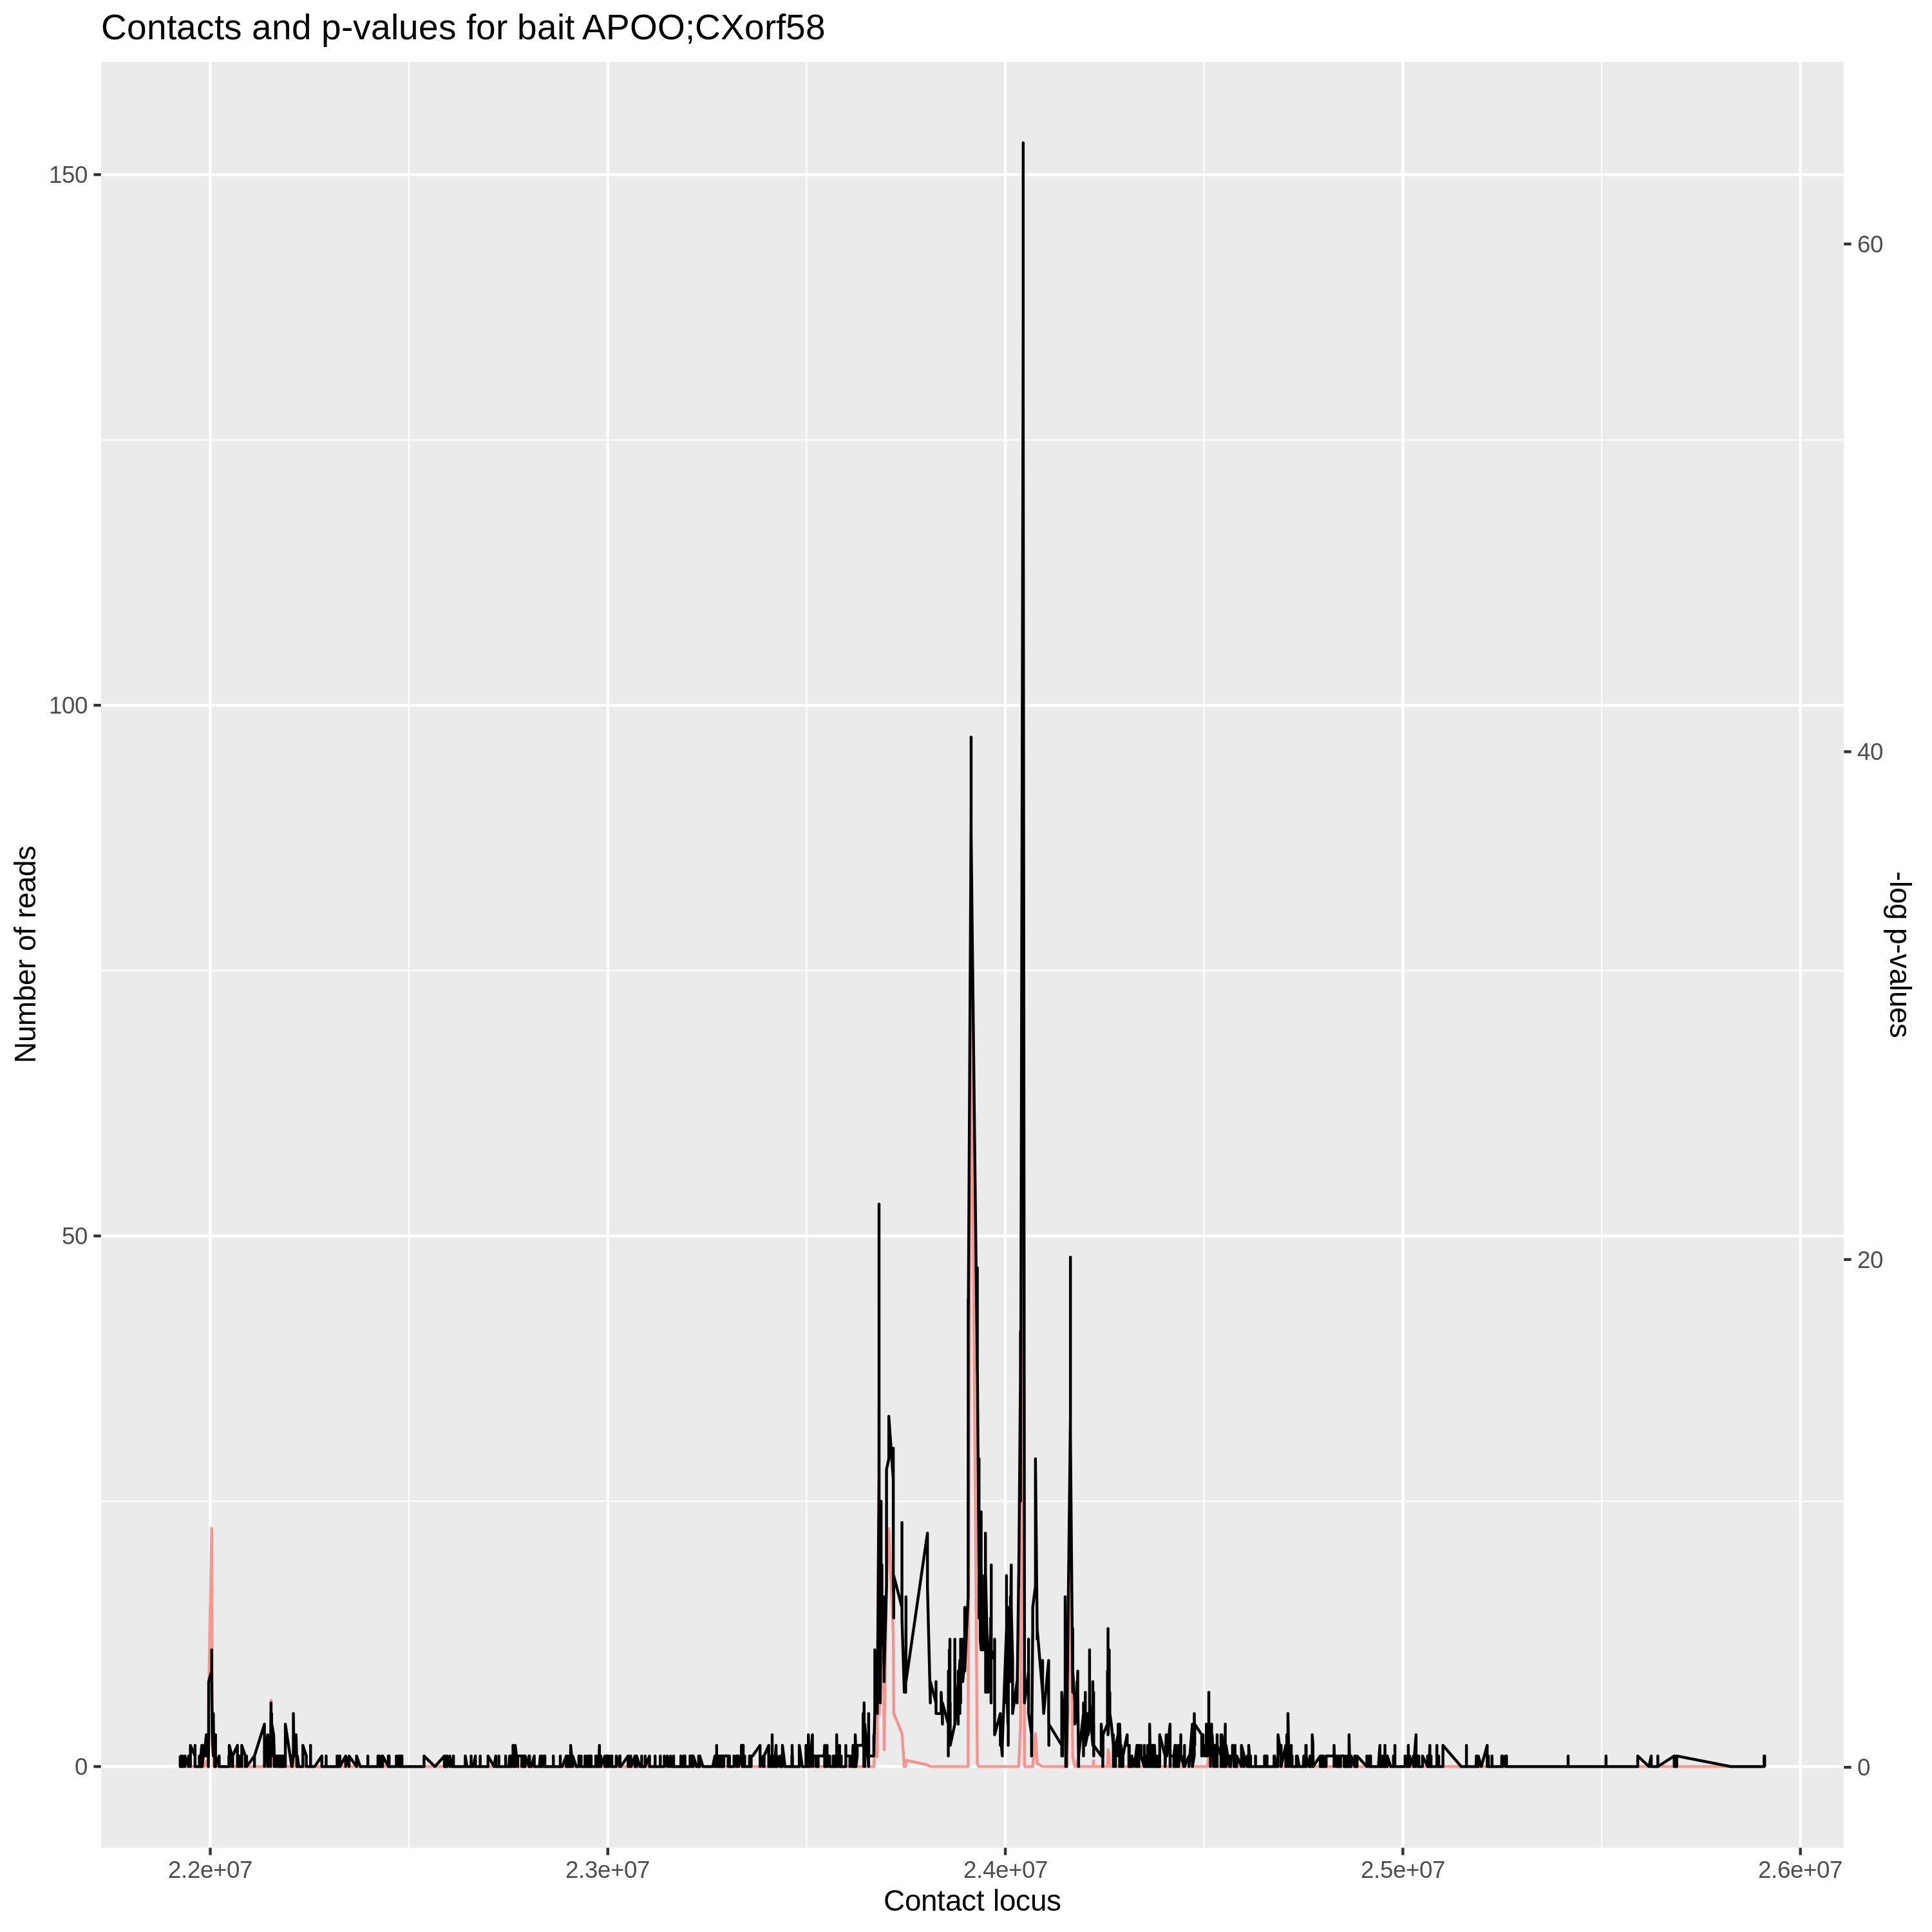 Contacts and p-values for bait APOO;CXorf58
150
100
50
0
60
40
20
0
Number of reads
-log p-values
2.2e+07
2.3e+07
2.4e+07
2.5e+07
2.6e+07
Contact locus